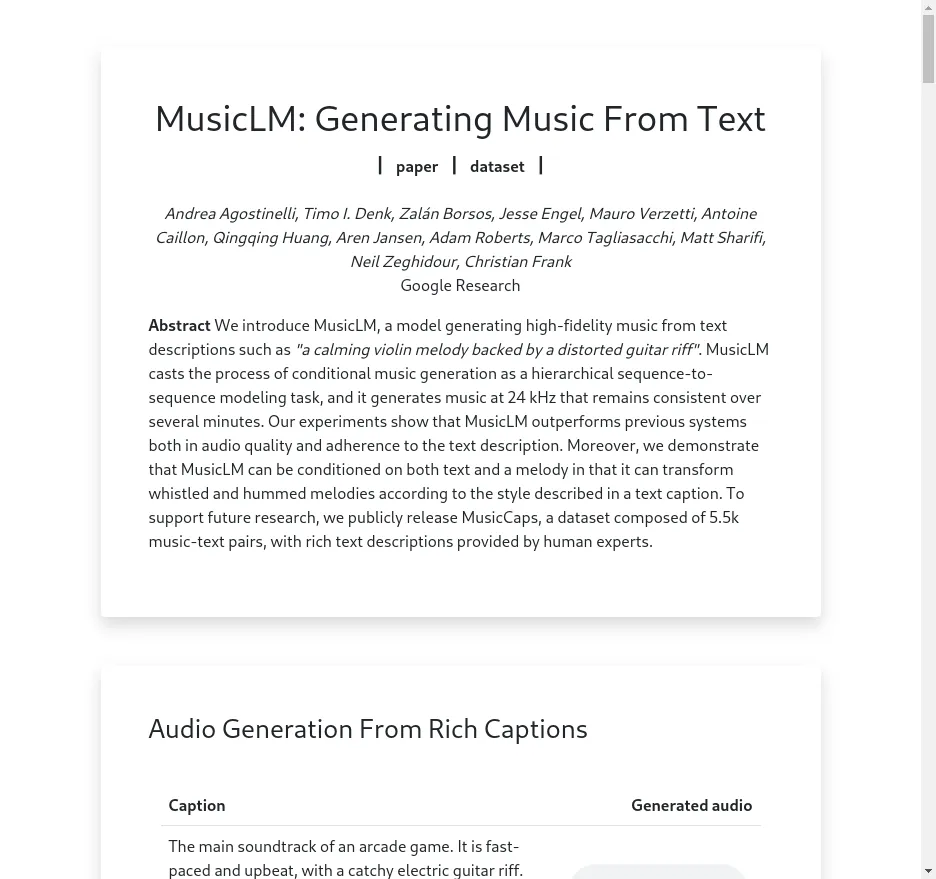 MusicLM: Generating Music From Text
| paper | dataset |
Andrea Agostinelli, Timo I. Denk, Zalán Borsos, Jesse Engel, Mauro Verzetti, Antoine
Caillon, Qingqing Huang, Aren Jansen, Adam Roberts, Marco Tagliasacchi, Matt Sharifi,
Neil Zeghidour, Christian Frank
Google Research
Abstract We introduce MusicLM, a model generating high-fidelity music from text
descriptions such as "a calming violin melody backed by a distorted guitar riff". MusicLM
casts the process of conditional music generation as a hierarchical sequence-to-
sequence modeling task, and it generates music at 24 kHz that remains consistent over
several minutes. Our experiments show that MusicLM outperforms previous systems
both in audio quality and adherence to the text description. Moreover, we demonstrate
that MusicLM can be conditioned on both text and a melody in that it can transform
whistled and hummed melodies according to the style described in a text caption. To
support future research, we publicly release MusicCaps, a dataset composed of 5.5k
music-text pairs, with rich text descriptions provided by human experts.
Audio Generation From Rich Captions
Caption Generated audio
The main soundtrack of an arcade game. It is fast-
paced and upbeat, with a catchy electric guitar riff.